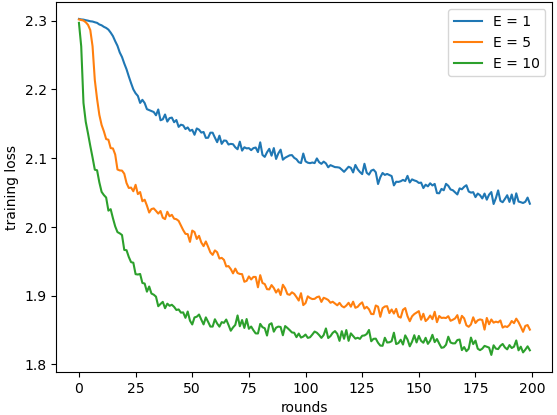 2.3
2.2
2.1
2.0
1.9
1.8
training loss
E = 1
E = 5
E = 10
0 25 50 75 100 125 150 175 200
rounds